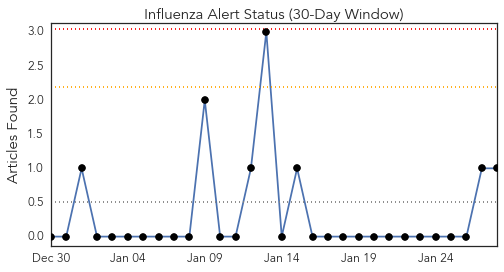 Influenza Alert Status (30-Day Window)
Articles Found
3.0
2.5
2.0
1.5
1.0
0.5
0.0
Dec 30 Jan 04 Jan 09 Jan 14 Jan 19 Jan 24